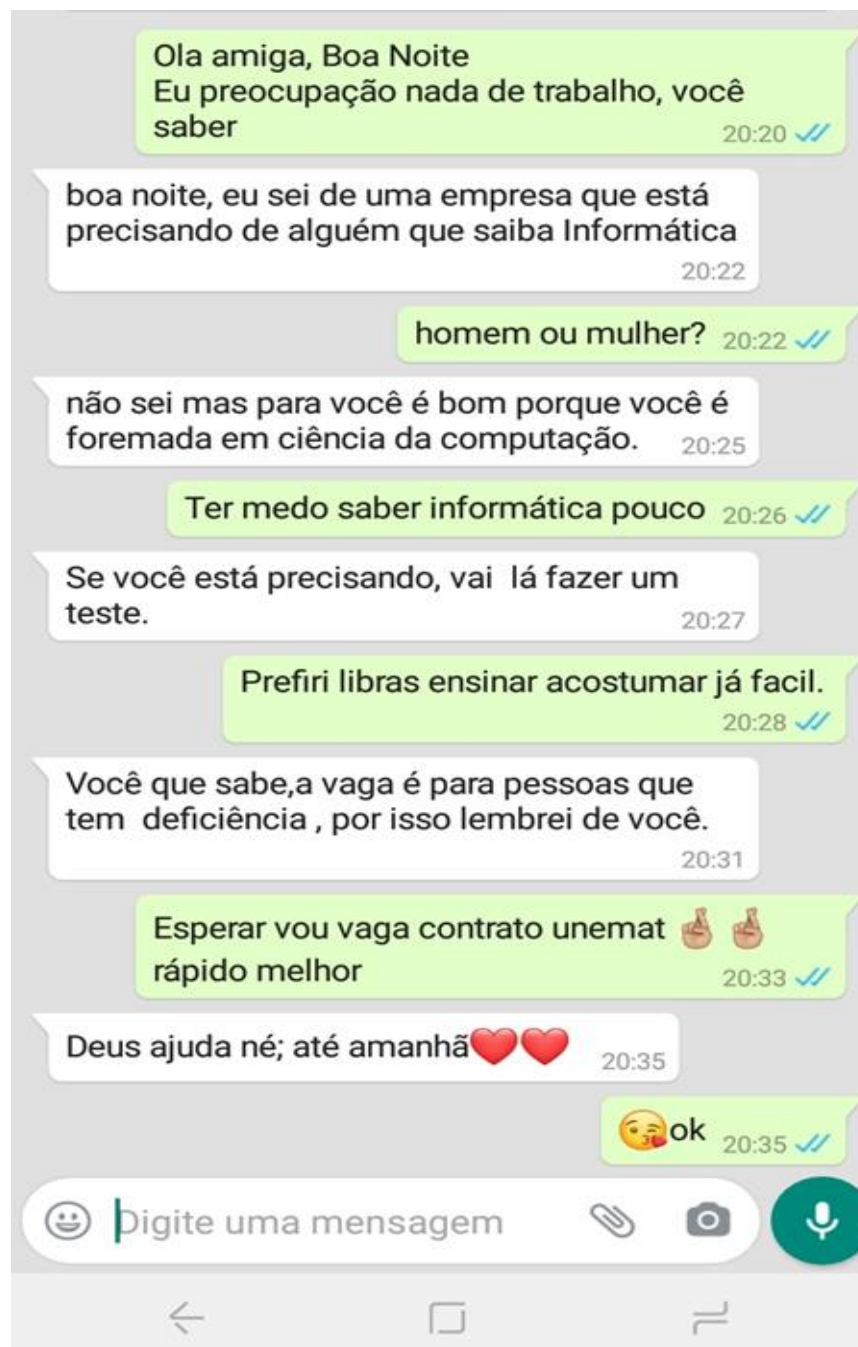 Ola amiga, Boa Noite
Eu preocupação nada de trabalho, você
saber 20:20
boa noite, eu sei de uma empresa que está
precisando de alguém que saiba Informática
20:22
homem ou mulher? 20:22
não sei mas para você é bom porque você é
foremada em ciência da computação. 20:25
Ter medo saber informática pouco 20:26
Se você está precisando, vai lá fazer um
teste. 20:27
Prefiri libras ensinar acostumar já facil.
20:28
Você que sabe,a vaga é para pessoas que
tem deficiência , por isso lembrei de você.
20:31
Esperar vou vaga contrato unemat 🤞🤞
rápido melhor 20:33
Deus ajuda né; até amanhã❤️❤️ 20:35
😘ok 20:35
Digite uma mensagem